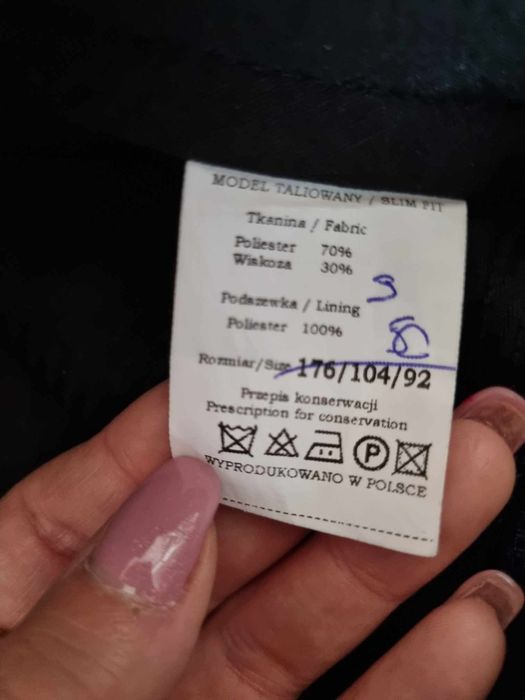 MODEL TALIOWANY / SLIM FIT
Tkanina / Fabric
Poliester 70%
Wiskoza 30%
Podszewka / Lining
Poliester 100%
Rozmiar/Size 176/104/92
Przepis konserwacji
Prescription for conservation
P
WYPRODUKOWANO W POLSCE